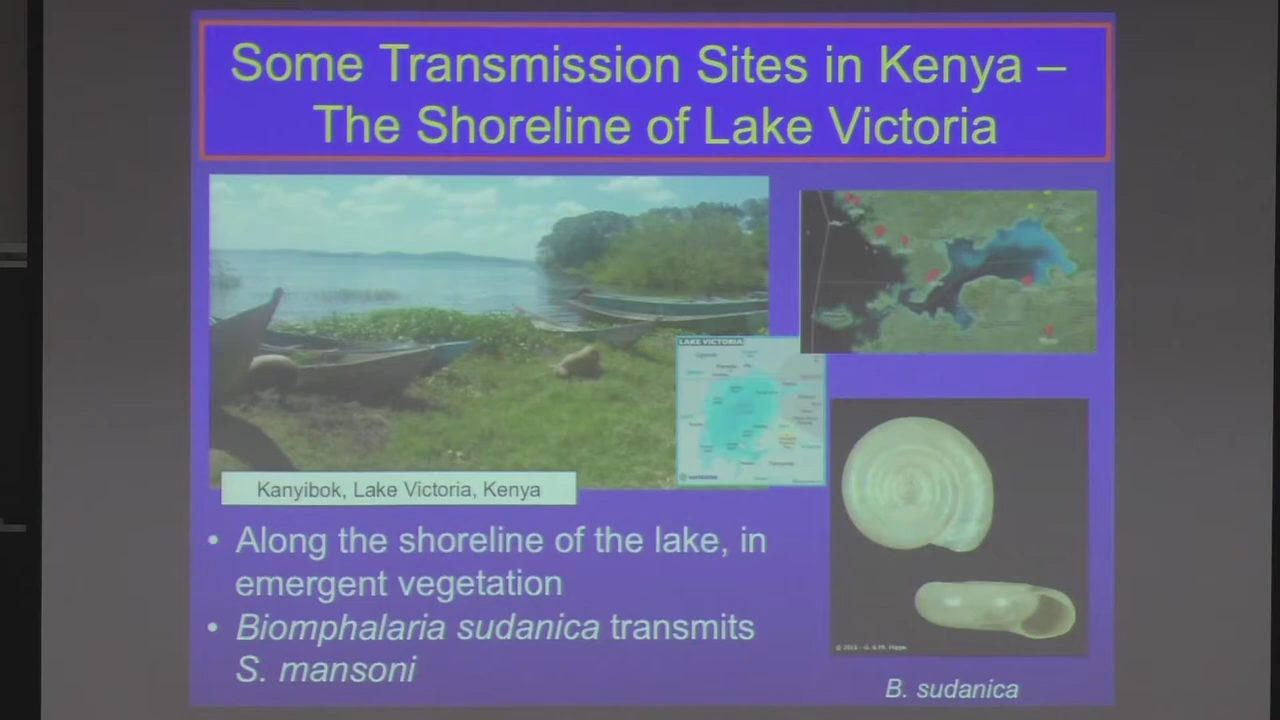 Some Transmission Sites in Kenya –
The Shoreline of Lake Victoria
LAKE VICTORIA
Kanyibok, Lake Victoria, Kenya
• Along the shoreline of the lake, in
emergent vegetation
• Biomphalaria sudanica transmits
S. mansoni
B. sudanica